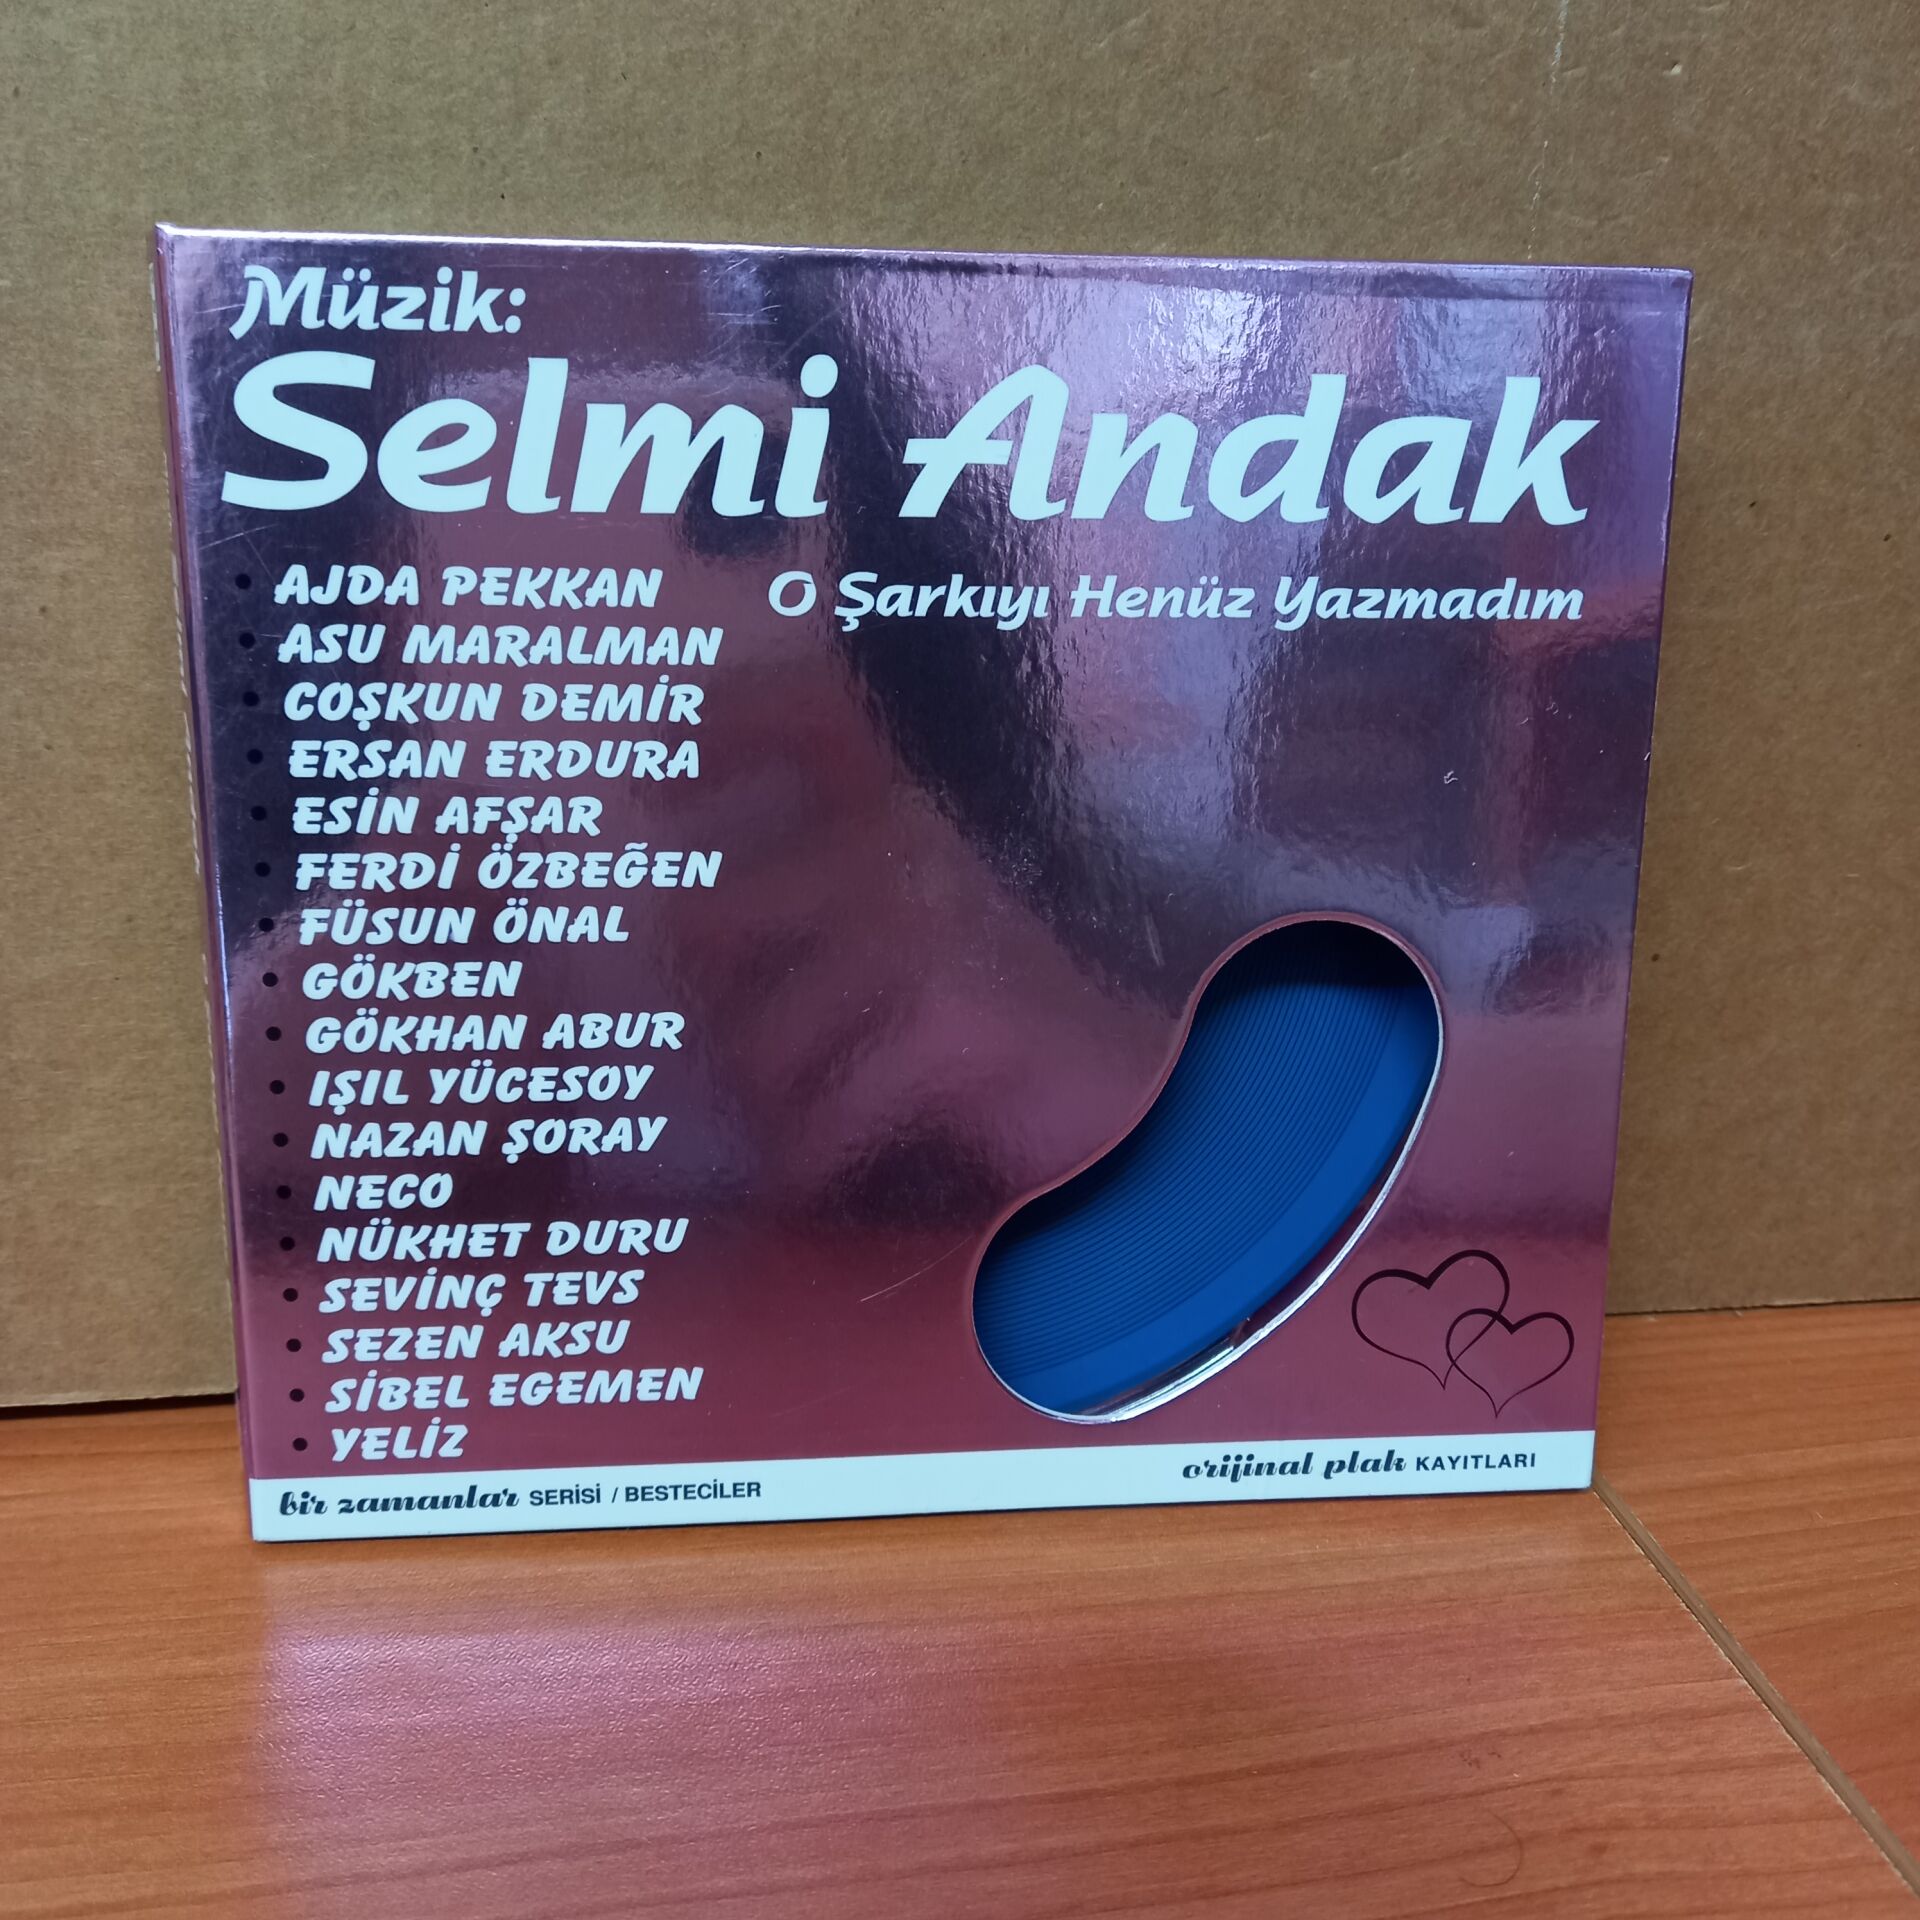 Müzik:
Selmi Andak
O Şarkıyı Henüz Yazmadım
• AJDA PEKKAN
• ASU MARALMAN
• COŞKUN DEMİR
• ERSAN ERDURA
• ESİN AFŞAR
• FERDİ ÖZBEĞEN
• FÜSUN ÖNAL
• GÖKBEN
• GÖKHAN ABUR
• IŞIL YÜCESOY
• NAZAN ŞORAY
• NECO
• NÜKHET DURU
• SEVİNÇ TEVS
• SEZEN AKSU
• SİBEL EGEMEN
• YELİZ
bir zamanlar SERİSİ / BESTECİLER
orijinal plak KAYITLARI